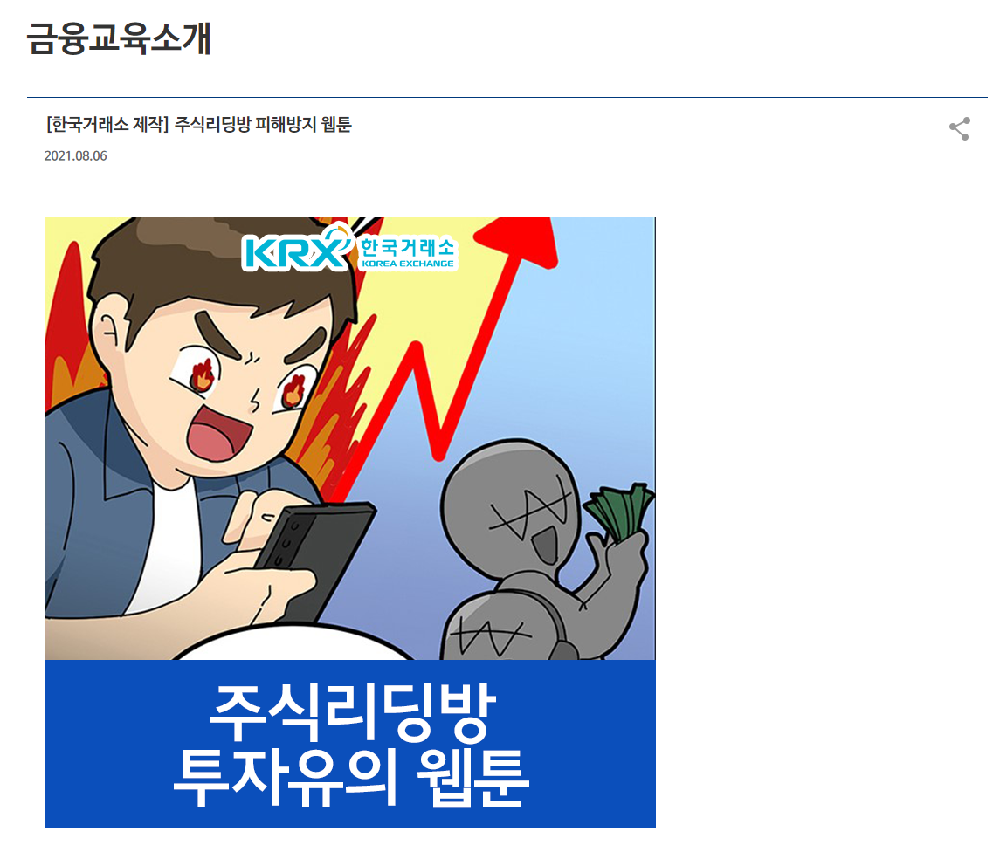 금융교육소개
[한국거래소 제작] 주식리딩방 피해방지 웹툰
2021.08.06
KRX 한국거래소
KOREA EXCHANGE
주식리딩방
투자유의 웹툰